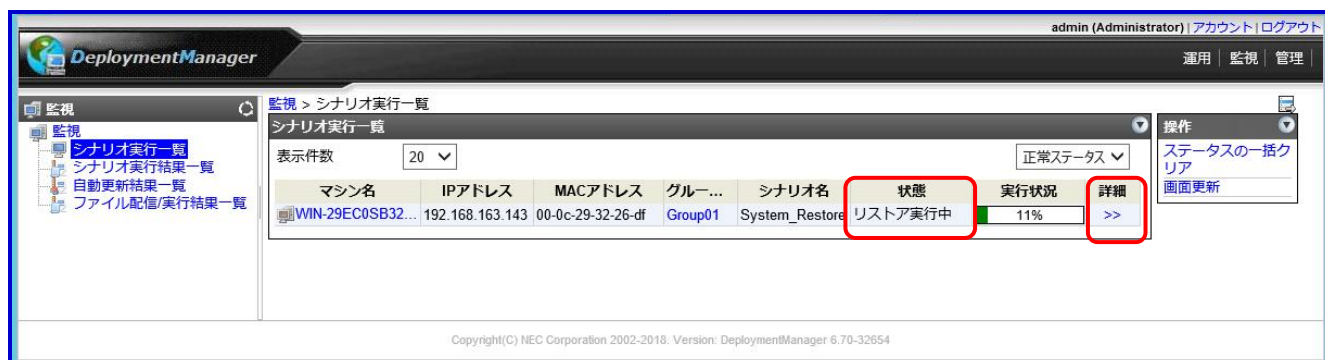 admin (Administrator) | アカウント | ログアウト
DeploymentManager
運用 | 監視 | 管理
監視
監視
シナリオ実行一覧
シナリオ実行結果一覧
自動更新結果一覧
ファイル配信/実行結果一覧
監視 > シナリオ実行一覧
シナリオ実行一覧
表示件数 20 正常ステータス
マシン名 IPアドレス MACアドレス グルー... シナリオ名 状態 実行状況 詳細
WIN-29EC0SB32... 192.168.163.143 00-0c-29-32-26-df Group01 System_Restore リストア実行中 11% >>
操作
ステータスの一括ク
リア
画面更新
Copyright(C) NEC Corporation 2002-2018. Version: DeploymentManager 6.70-32654